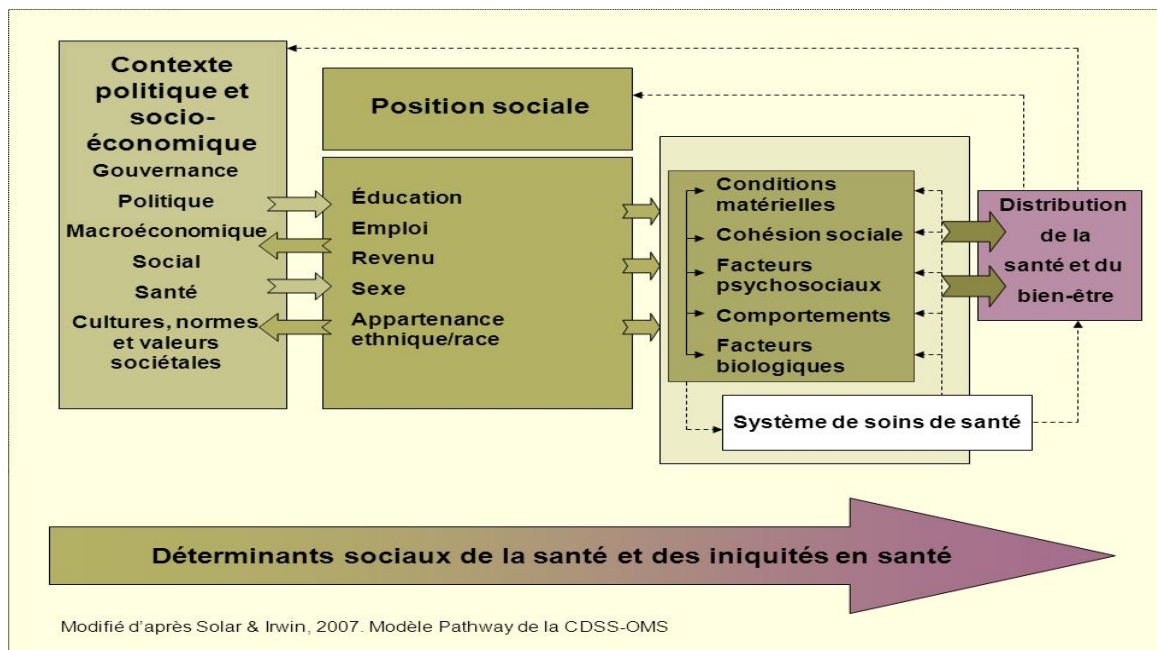 Contexte
politique et
socio-
économique
Gouvernance
Politique
Macroéconomique
Social
Santé
Cultures, normes
et valeurs
sociétales
Position sociale
Éducation
Emploi
Revenu
Sexe
Appartenance
ethnique/race
Conditions
matérielles
Cohésion sociale
Facteurs
psychosociaux
Comportements
Facteurs
biologiques
Système de soins de santé
Distribution
de la
santé et du
bien-être
Déterminants sociaux de la santé et des iniquités en santé
Modifié d'après Solar & Irwin, 2007. Modèle Pathway de la CDSS-OMS